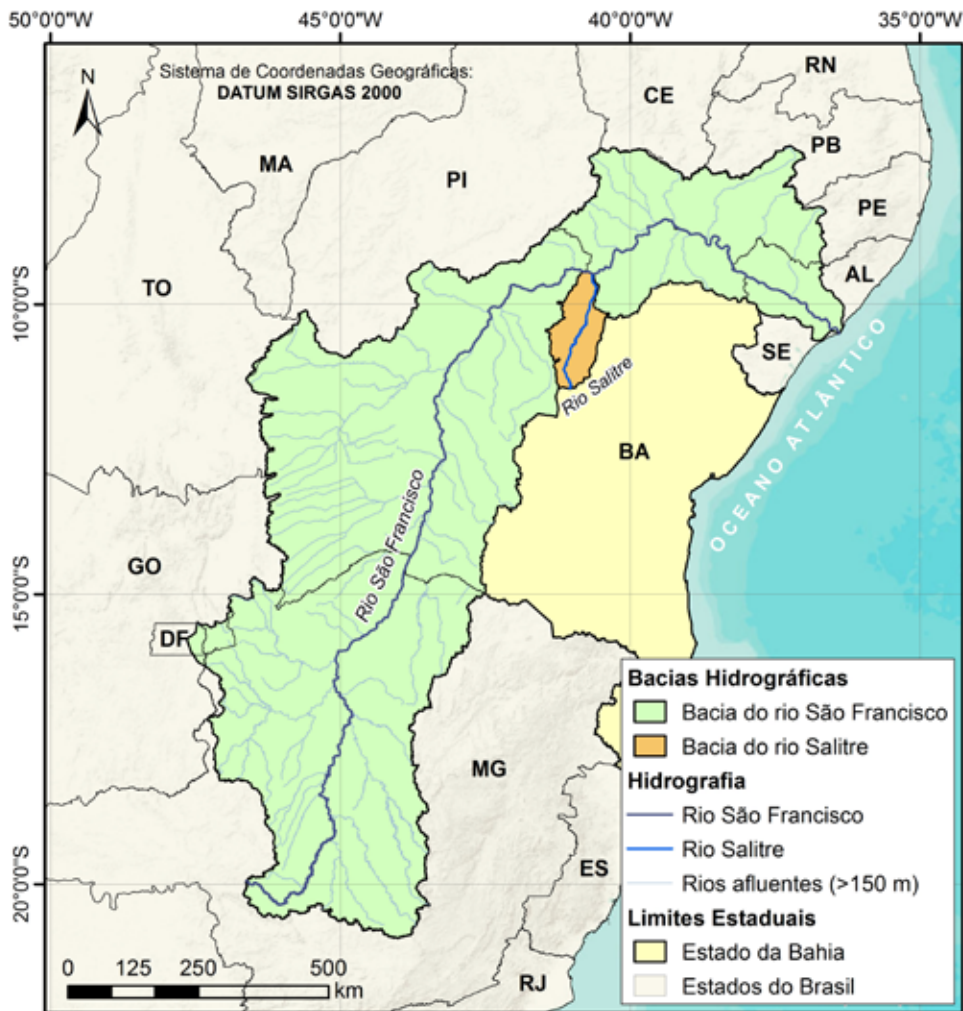 50°0'0"W 45°0'0"W 40°0'0"W 35°0'0"W
N
Sistema de Coordenadas Geográficas:
DATUM SIRGAS 2000
RN
CE
PB
MA
PI
PE
AL
TO
10°0'0"S
SE
Rio Salitre
BA
OCEANO ATLÂNTICO
Rio São Francisco
GO
15°0'0"S
DF
MG
ES
20°0'0"S
RJ
0 125 250 500
km
Bacias Hidrográficas
Bacia do rio São Francisco
Bacia do rio Salitre
Hidrografia
Rio São Francisco
Rio Salitre
Rios afluentes (>150 m)
Limites Estaduais
Estado da Bahia
Estados do Brasil